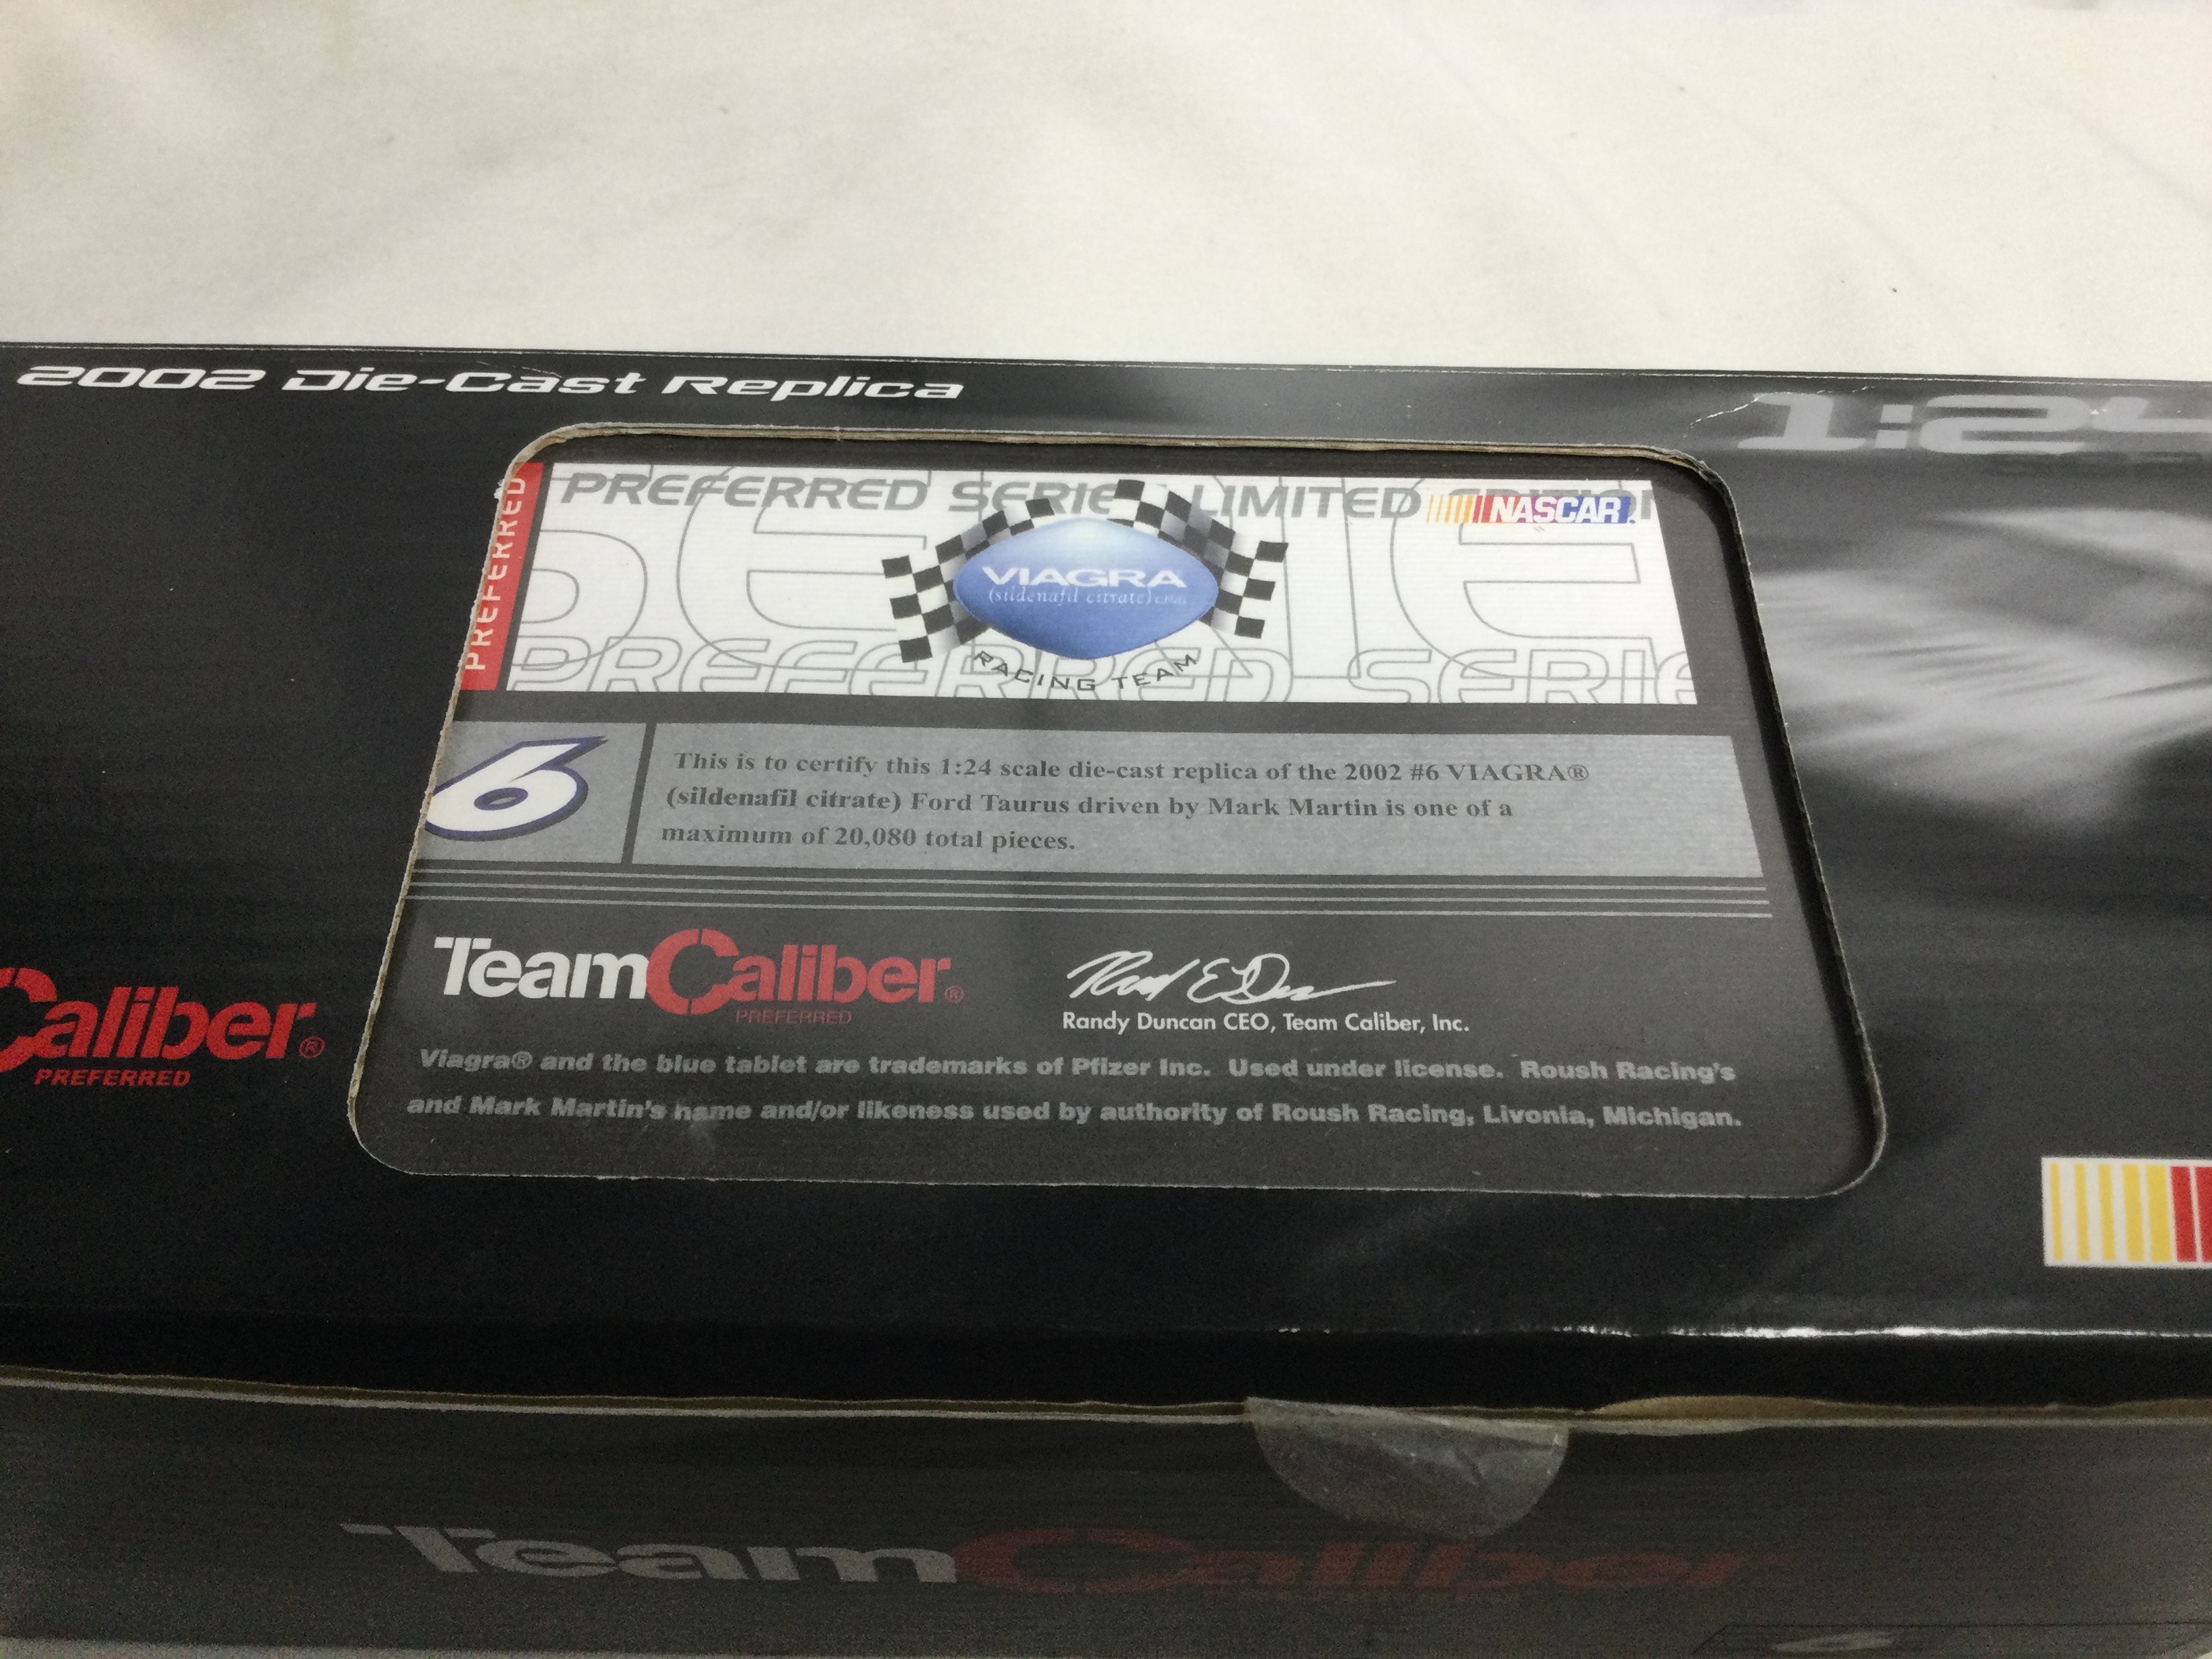 2002 Die-Cast Replica
1:24
PREFERRED
PREFERRED SERIE LIMITED
NASCAR
VIAGRA
(sildenafil citrate)
RACING TEAM
PREFERRED SERIE
6
This is to certify this 1:24 scale die-cast replica of the 2002 #6 VIAGRA®
(sildenafil citrate) Ford Taurus driven by Mark Martin is one of a
maximum of 20,080 total pieces.
TeamCaliber®
PREFERRED
Randy Duncan CEO, Team Caliber, Inc.
Caliber®
PREFERRED
Viagra® and the blue tablet are trademarks of Pfizer Inc. Used under license. Roush Racing's
and Mark Martin's name and/or likeness used by authority of Roush Racing, Livonia, Michigan.
TeamCaliber